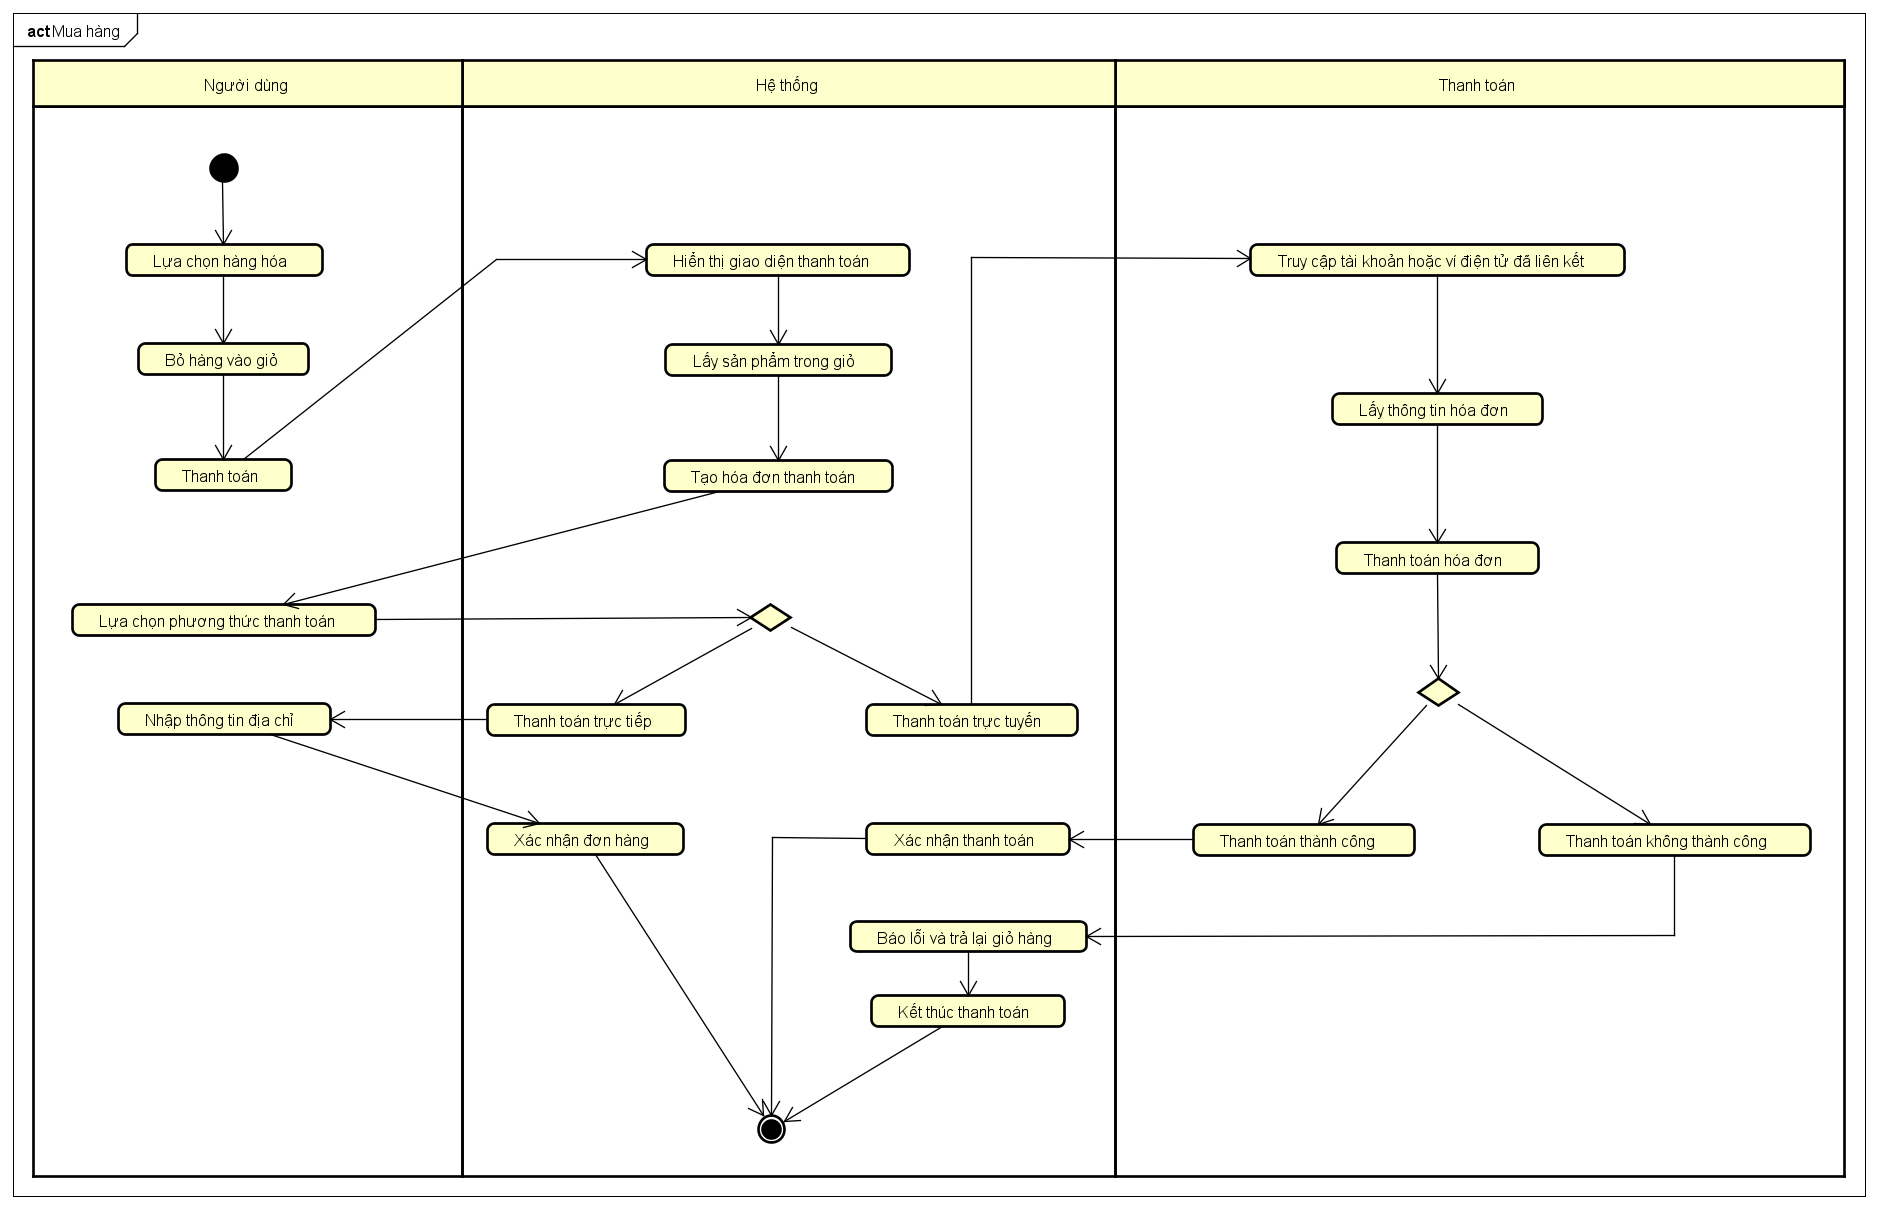 act Mua hàng
Người dùng
Hệ thống
Thanh toán
Lựa chọn hàng hóa
Hiển thị giao diện thanh toán
Truy cập tài khoản hoặc ví điện tử đã liên kết
Bỏ hàng vào giỏ
Lấy sản phẩm trong giỏ
Lấy thông tin hóa đơn
Thanh toán
Tạo hóa đơn thanh toán
Thanh toán hóa đơn
Lựa chọn phương thức thanh toán
Nhập thông tin địa chỉ
Thanh toán trực tiếp
Thanh toán trực tuyến
Xác nhận đơn hàng
Xác nhận thanh toán
Thanh toán thành công
Thanh toán không thành công
Báo lỗi và trả lại giỏ hàng
Kết thúc thanh toán